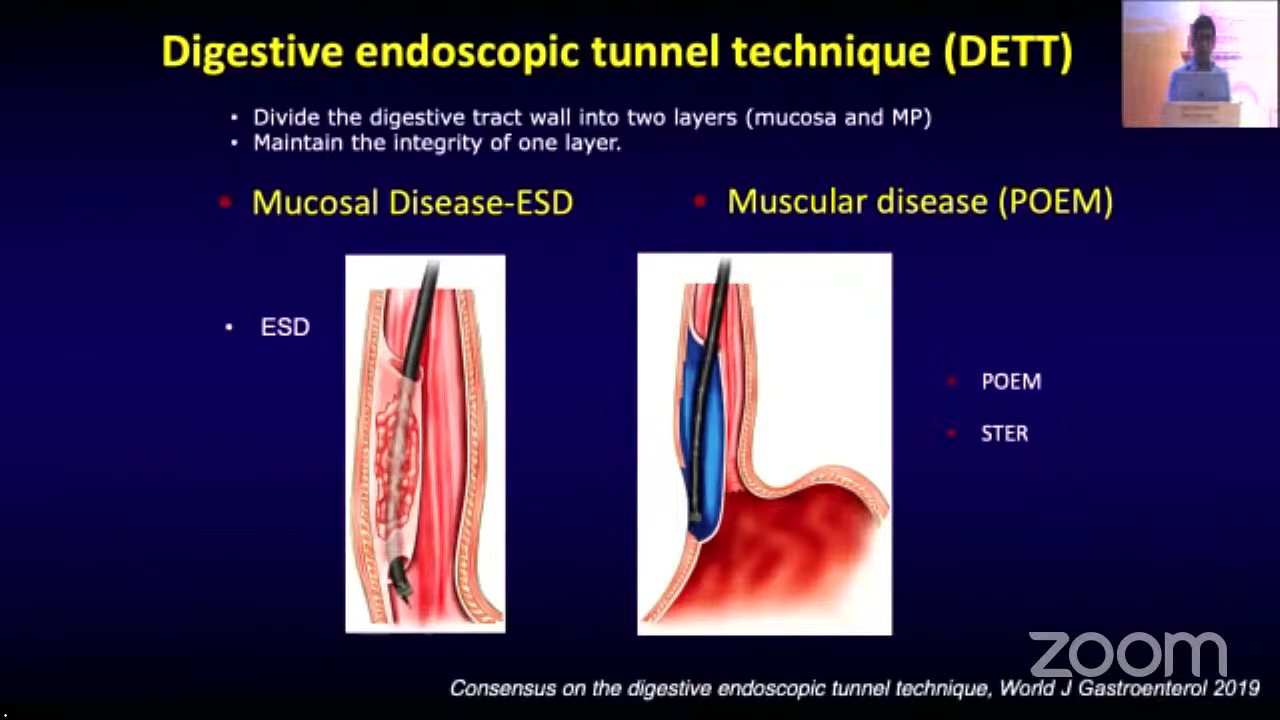 Digestive endoscopic tunnel technique (DETT)
• Divide the digestive tract wall into two layers (mucosa and MP)
• Maintain the integrity of one layer.
• Mucosal Disease-ESD
• Muscular disease (POEM)
• ESD
• POEM
• STER
zoom
Consensus on the digestive endoscopic tunnel technique, World J Gastroenterol 2019